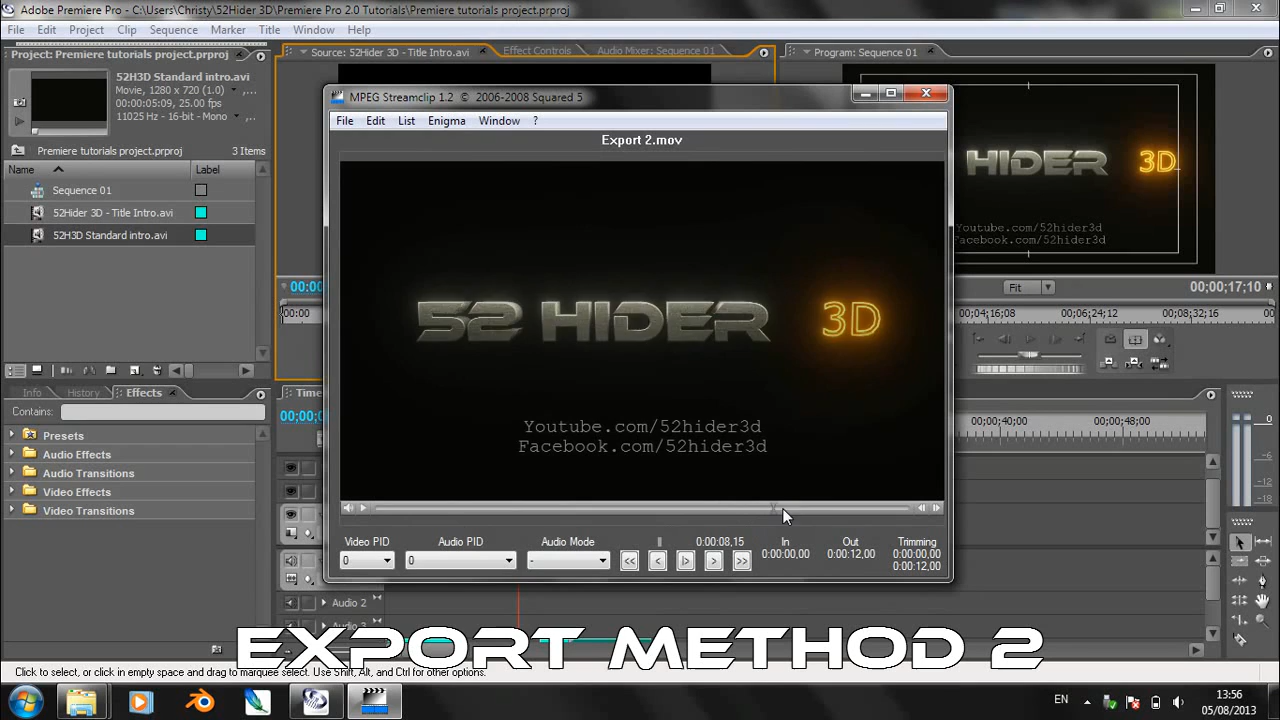 Adobe Premiere Pro - C:\Users\Christy\52Hider 3D\Premiere Pro 2.0 Tutorials\Premiere tutorials project.prproj
File Edit Project Clip Sequence Marker Title Window Help
Project: Premiere tutorials project.prproj
52H3D Standard intro.avi
Movie, 1280 x 720 (1.0)
00:00:05:09, 25.00 fps
11025 Hz - 16-bit - Mono
Premiere tutorials project.prproj
3 Items
Name Label
Sequence 01
52Hider 3D - Title Intro.avi
52H3D Standard intro.avi
Info History Effects
Contains:
Presets
Audio Effects
Audio Transitions
Video Effects
Video Transitions
Source: 52Hider 3D - Title Intro.avi Effect Controls Audio Mixer: Sequence 01
Program: Sequence 01
HIDER 3D
Youtube.com/52hider3d
Facebook.com/52hider3d
Fit
00;00;17;10
00;04;16;08 00;06;24;12 00;08;32;16
MPEG Streamclip 1.2 © 2006-2008 Squared 5
File Edit List Enigma Window ?
Export 2.mov
52 HIDER 3D
Youtube.com/52hider3d
Facebook.com/52hider3d
Video PID Audio PID Audio Mode 0:00:08,15 In Out Trimming
0 0 - << < |> > >> 0:00:00,00 0:00:12,00 0:00:00,00
0:00:12,00
00;00;40;00 00;00;48;00
0
-6
-12
-18
Audio 2
EXPORT METHOD 2
Click to select, or click in empty space and drag to marquee select. Use Shift, Alt, and Ctrl for other options.
EN
13:56
05/08/2013